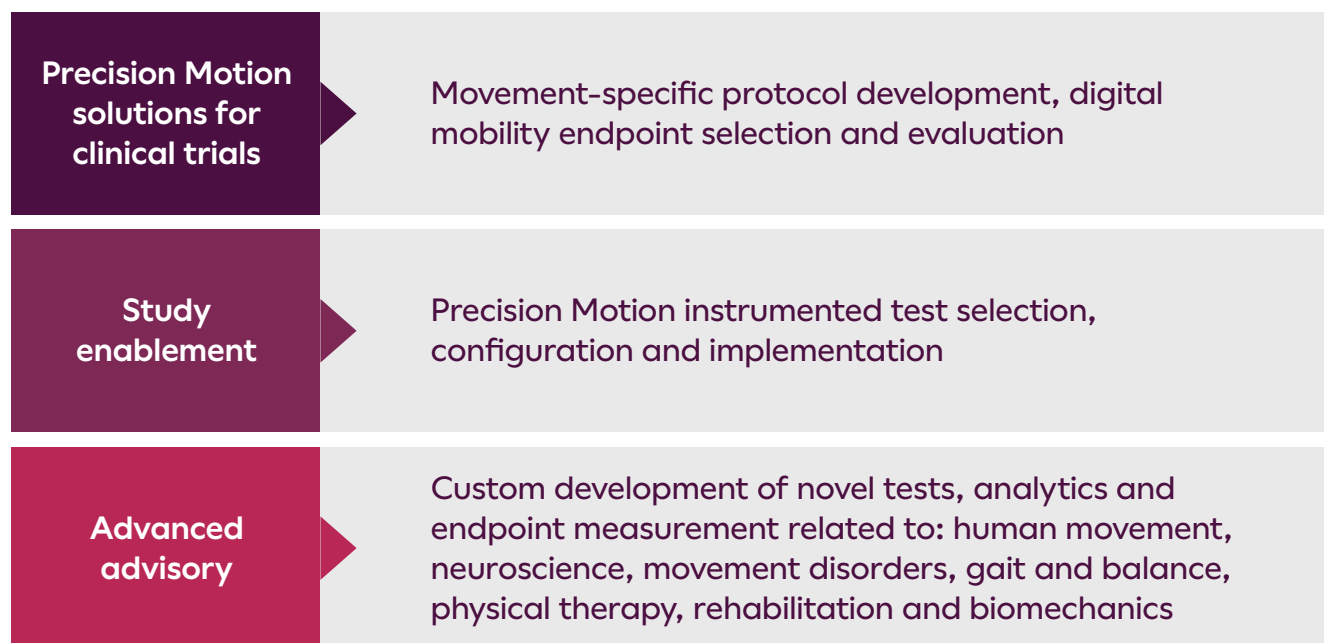 Precision Motion
solutions for
clinical trials
Movement-specific protocol development, digital
mobility endpoint selection and evaluation
Study
enablement
Precision Motion instrumented test selection,
configuration and implementation
Advanced
advisory
Custom development of novel tests, analytics and
endpoint measurement related to: human movement,
neuroscience, movement disorders, gait and balance,
physical therapy, rehabilitation and biomechanics